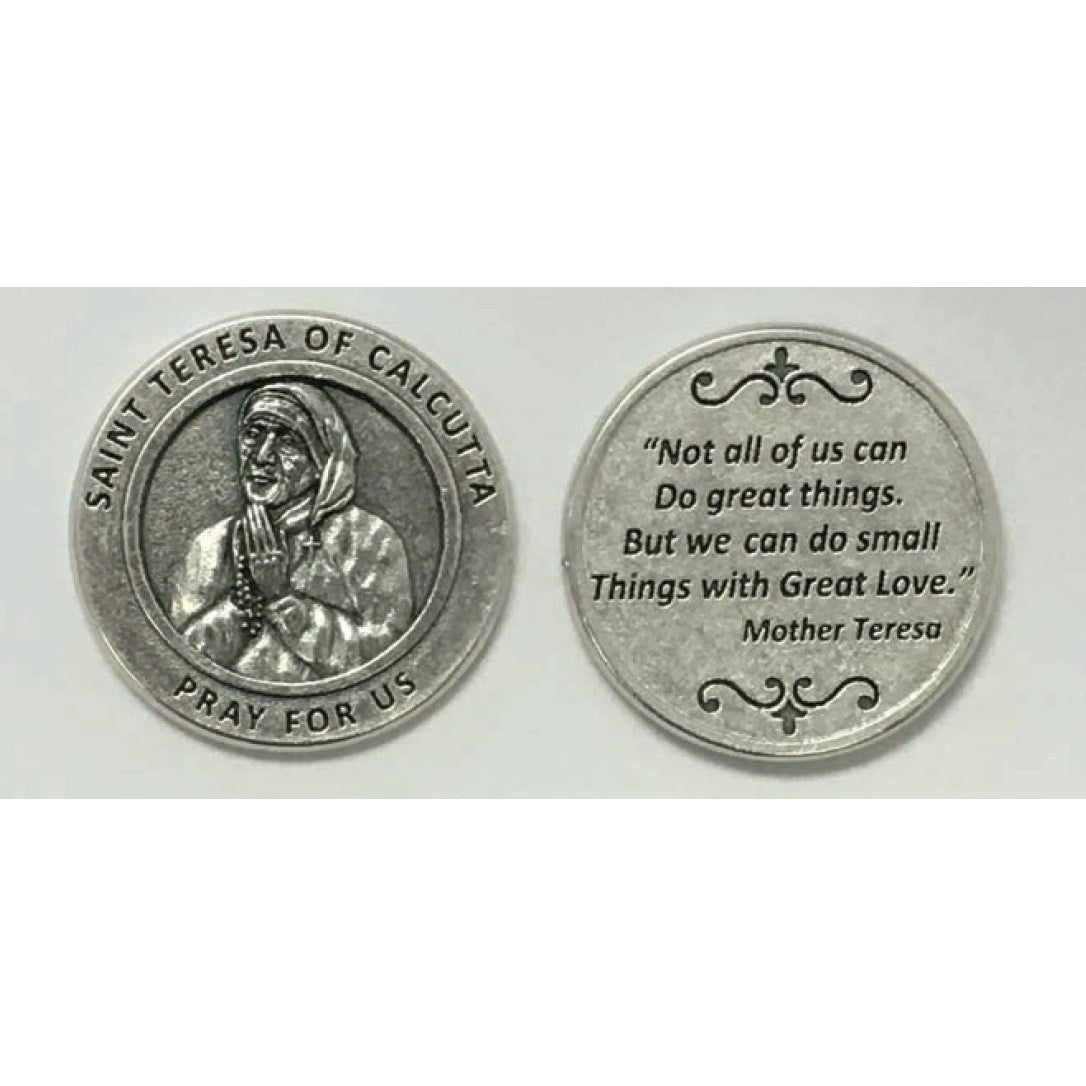 SAINT TERESA OF CALCUTTA
PRAY FOR US
“Not all of us can
Do great things.
But we can do small
Things with Great Love.”
Mother Teresa